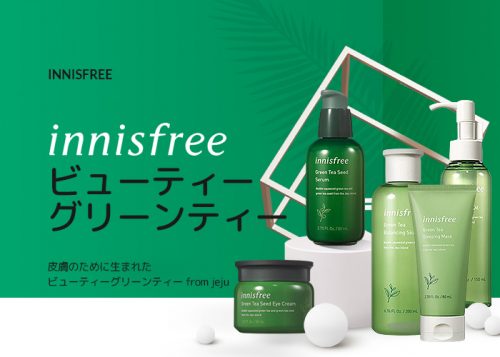 INNISFREE
innisfree
ビューティー
グリーンティー
皮膚のために生まれた
ビューティーグリーンティー from jeju
innisfree
Green Tea Seed
Serum
innisfree
Green Tea Seed Eye Cream
innisfree
Green Tea
Balancing Skin
innisfree
Green Tea
Sleeping Mask